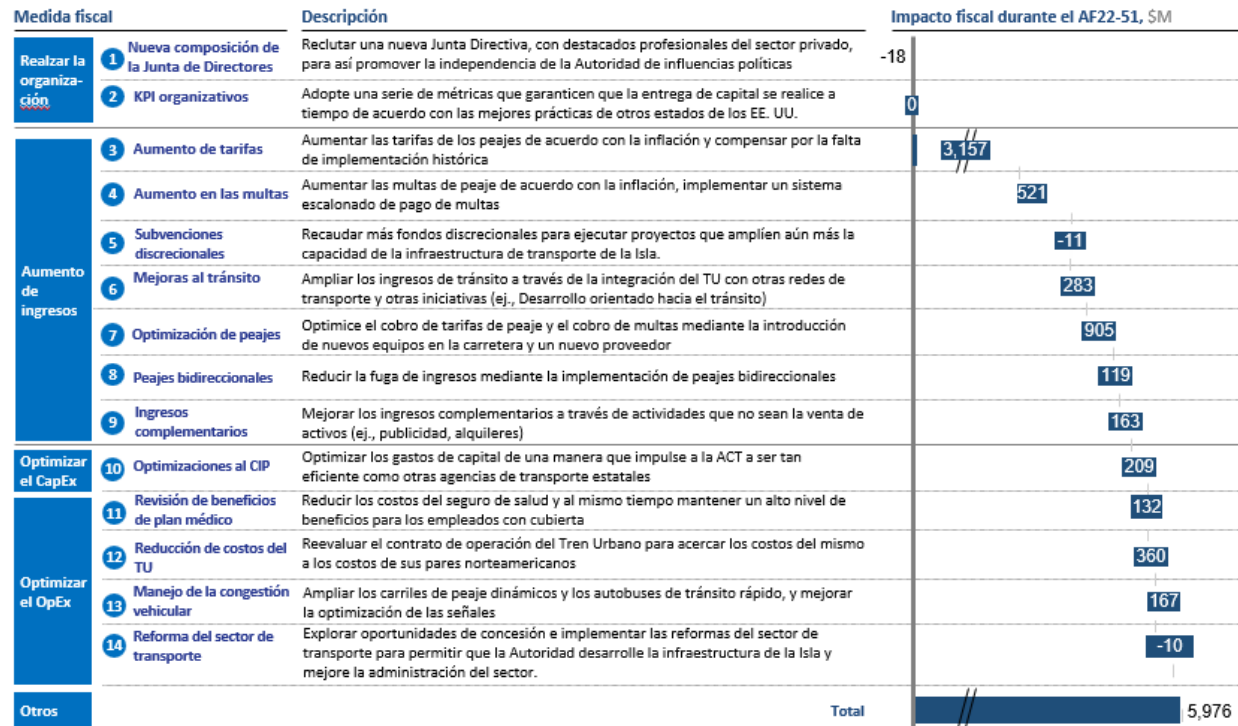 Medida fiscal
Descripción
Impacto fiscal durante el AF22-51, $M
Realzar la
organiza-
ción
1
Nueva composición de
la Junta de Directores
Reclutar una nueva Junta Directiva, con destacados profesionales del sector privado,
para así promover la independencia de la Autoridad de influencias políticas
-18
2
KPI organizativos
Adopte una serie de métricas que garanticen que la entrega de capital se realice a
tiempo de acuerdo con las mejores prácticas de otros estados de los EE. UU.
0
Aumento
de
ingresos
3
Aumento de tarifas
Aumentar las tarifas de los peajes de acuerdo con la inflación y compensar por la falta
de implementación histórica
3,157
4
Aumento en las multas
Aumentar las multas de peaje de acuerdo con la inflación, implementar un sistema
escalonado de pago de multas
521
5
Subvenciones
discrecionales
Recaudar más fondos discrecionales para ejecutar proyectos que amplíen aún más la
capacidad de la infraestructura de transporte de la Isla.
-11
6
Mejoras al tránsito
Ampliar los ingresos de tránsito a través de la integración del TU con otras redes de
transporte y otras iniciativas (ej., Desarrollo orientado hacia el tránsito)
283
7
Optimización de peajes
Optimice el cobro de tarifas de peaje y el cobro de multas mediante la introducción
de nuevos equipos en la carretera y un nuevo proveedor
905
8
Peajes bidireccionales
Reducir la fuga de ingresos mediante la implementación de peajes bidireccionales
119
9
Ingresos
complementarios
Mejorar los ingresos complementarios a través de actividades que no sean la venta de
activos (ej., publicidad, alquileres)
163
Optimizar
el CapEx
10
Optimizaciones al CIP
Optimizar los gastos de capital de una manera que impulse a la ACT a ser tan
eficiente como otras agencias de transporte estatales
209
Optimizar
el OpEx
11
Revisión de beneficios
de plan médico
Reducir los costos del seguro de salud y al mismo tiempo mantener un alto nivel de
beneficios para los empleados con cubierta
132
12
Reducción de costos del
TU
Reevaluar el contrato de operación del Tren Urbano para acercar los costos del mismo
a los costos de sus pares norteamericanos
360
13
Manejo de la congestión
vehicular
Ampliar los carriles de peaje dinámicos y los autobuses de tránsito rápido, y mejorar
la optimización de las señales
167
14
Reforma del sector de
transporte
Explorar oportunidades de concesión e implementar las reformas del sector de
transporte para permitir que la Autoridad desarrolle la infraestructura de la Isla y
mejore la administración del sector.
-10
Otros
Total
5,976